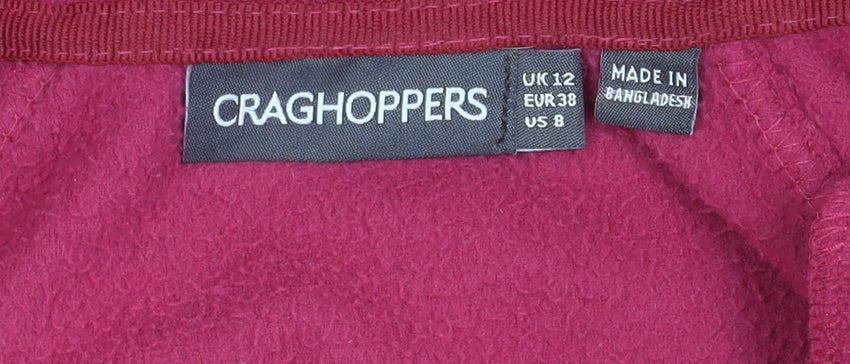 CRAGHOPPERS
UK 12
EUR 38
US 8
MADE IN
BANGLADESH